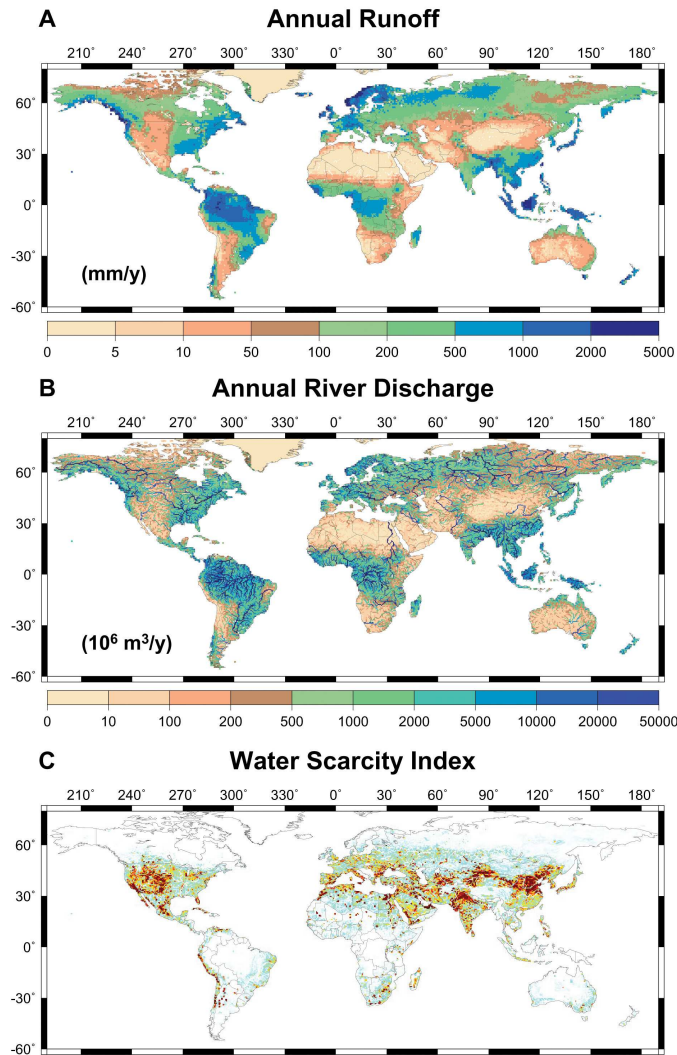 A Annual Runoff
210° 240° 270° 300° 330° 0° 30° 60° 90° 120° 150° 180°
60°
30°
0°
-30°
-60°
(mm/y)
0 5 10 50 100 200 500 1000 2000 5000
B Annual River Discharge
210° 240° 270° 300° 330° 0° 30° 60° 90° 120° 150° 180°
60°
30°
0°
-30°
-60°
(10⁶ m³/y)
0 10 100 200 500 1000 2000 5000 10000 20000 50000
C Water Scarcity Index
210° 240° 270° 300° 330° 0° 30° 60° 90° 120° 150° 180°
60°
30°
0°
-30°
-60°